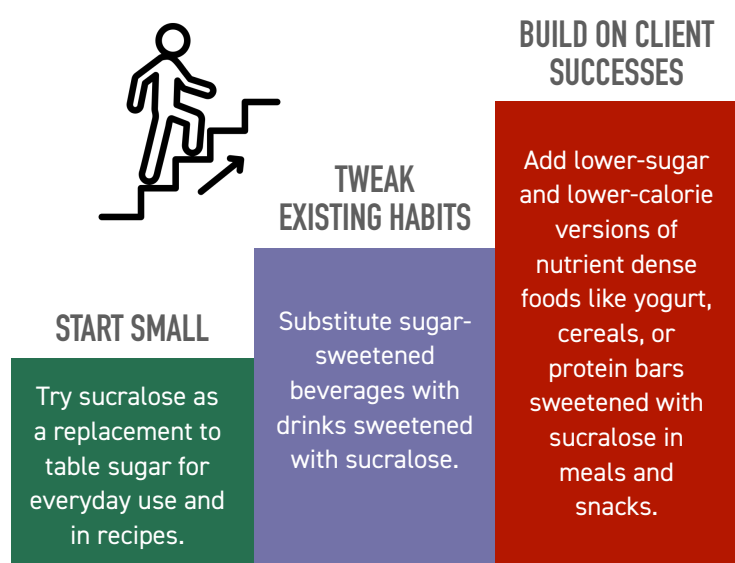 START SMALL
Try sucralose as
a replacement to
table sugar for
everyday use and
in recipes.
TWEAK
EXISTING HABITS
Substitute sugar-
sweetened
beverages with
drinks sweetened
with sucralose.
BUILD ON CLIENT
SUCCESSES
Add lower-sugar
and lower-calorie
versions of
nutrient dense
foods like yogurt,
cereals, or
protein bars
sweetened with
sucralose in
meals and
snacks.